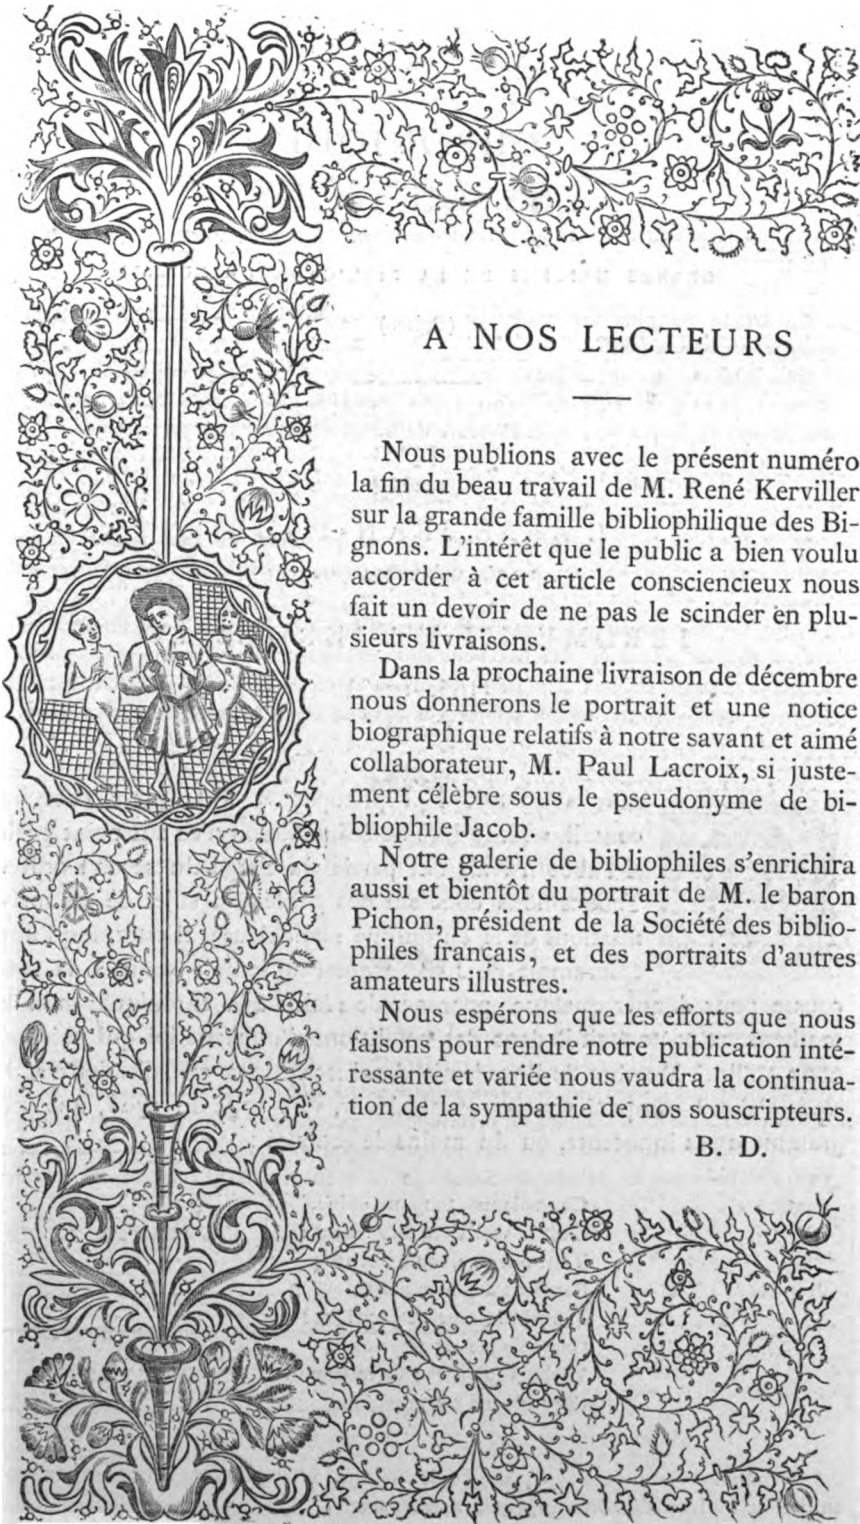 A NOS LECTEURS
Nous publions avec le présent numéro
la fin du beau travail de M. René Kerviller
sur la grande famille bibliophilique des Bi-
gnons. L'intérêt que le public a bien voulu
accorder à cet article consciencieux nous
fait un devoir de ne pas le scinder en plu-
sieurs livraisons.
Dans la prochaine livraison de décembre
nous donnerons le portrait et une notice
biographique relatifs à notre savant et aimé
collaborateur, M. Paul Lacroix, si juste-
ment célèbre sous le pseudonyme de bi-
bliophile Jacob.
Notre galerie de bibliophiles s'enrichira
aussi et bientôt du portrait de M. le baron
Pichon, président de la Société des biblio-
philes français, et des portraits d'autres
amateurs illustres.
Nous espérons que les efforts que nous
faisons pour rendre notre publication inté-
ressante et variée nous vaudra la continua-
tion de la sympathie de nos souscripteurs.
B. D.